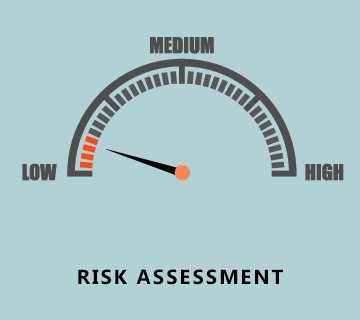 MEDIUM
LOW
HIGH
RISK ASSESSMENT